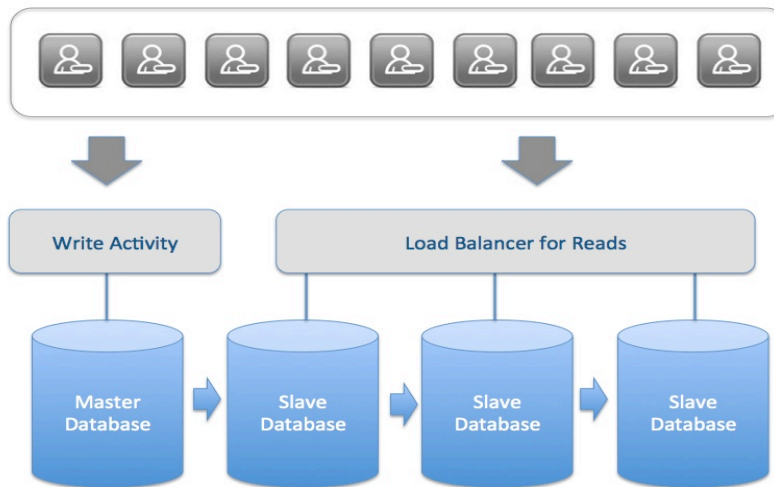 Write Activity
Load Balancer for Reads
Master
Database
Slave
Database
Slave
Database
Slave
Database